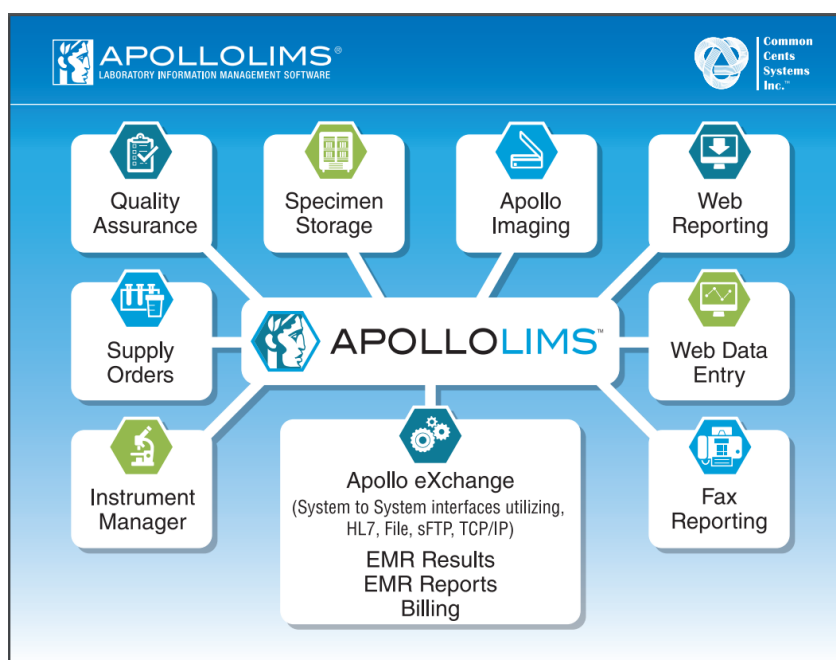 APOLLOLIMS®
LABORATORY INFORMATION MANAGEMENT SOFTWARE
Common
Cents
Systems
Inc.™
Quality
Assurance
Specimen
Storage
Apollo
Imaging
Web
Reporting
Supply
Orders
APOLLOLIMS™
Web Data
Entry
Instrument
Manager
Apollo eXchange
(System to System interfaces utilizing,
HL7, File, sFTP, TCP/IP)
EMR Results
EMR Reports
Billing
Fax
Reporting